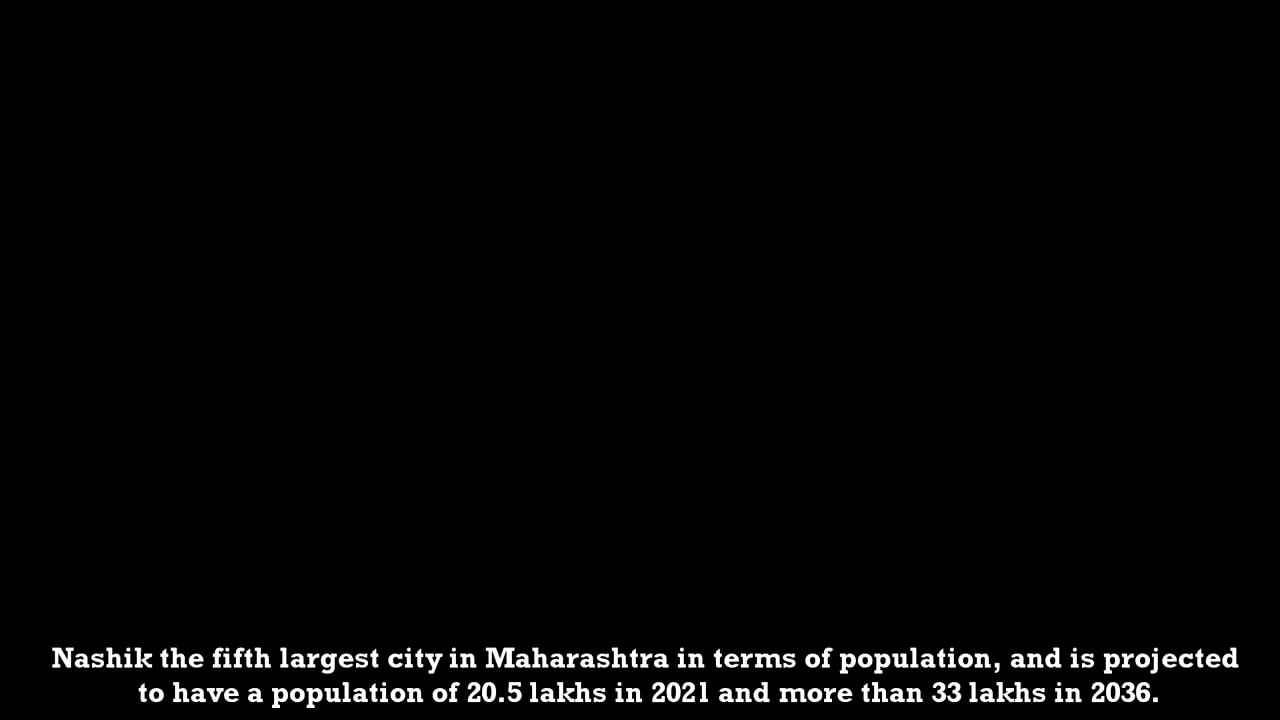 Nashik the fifth largest city in Maharashtra in terms of population, and is projected
to have a population of 20.5 lakhs in 2021 and more than 33 lakhs in 2036.